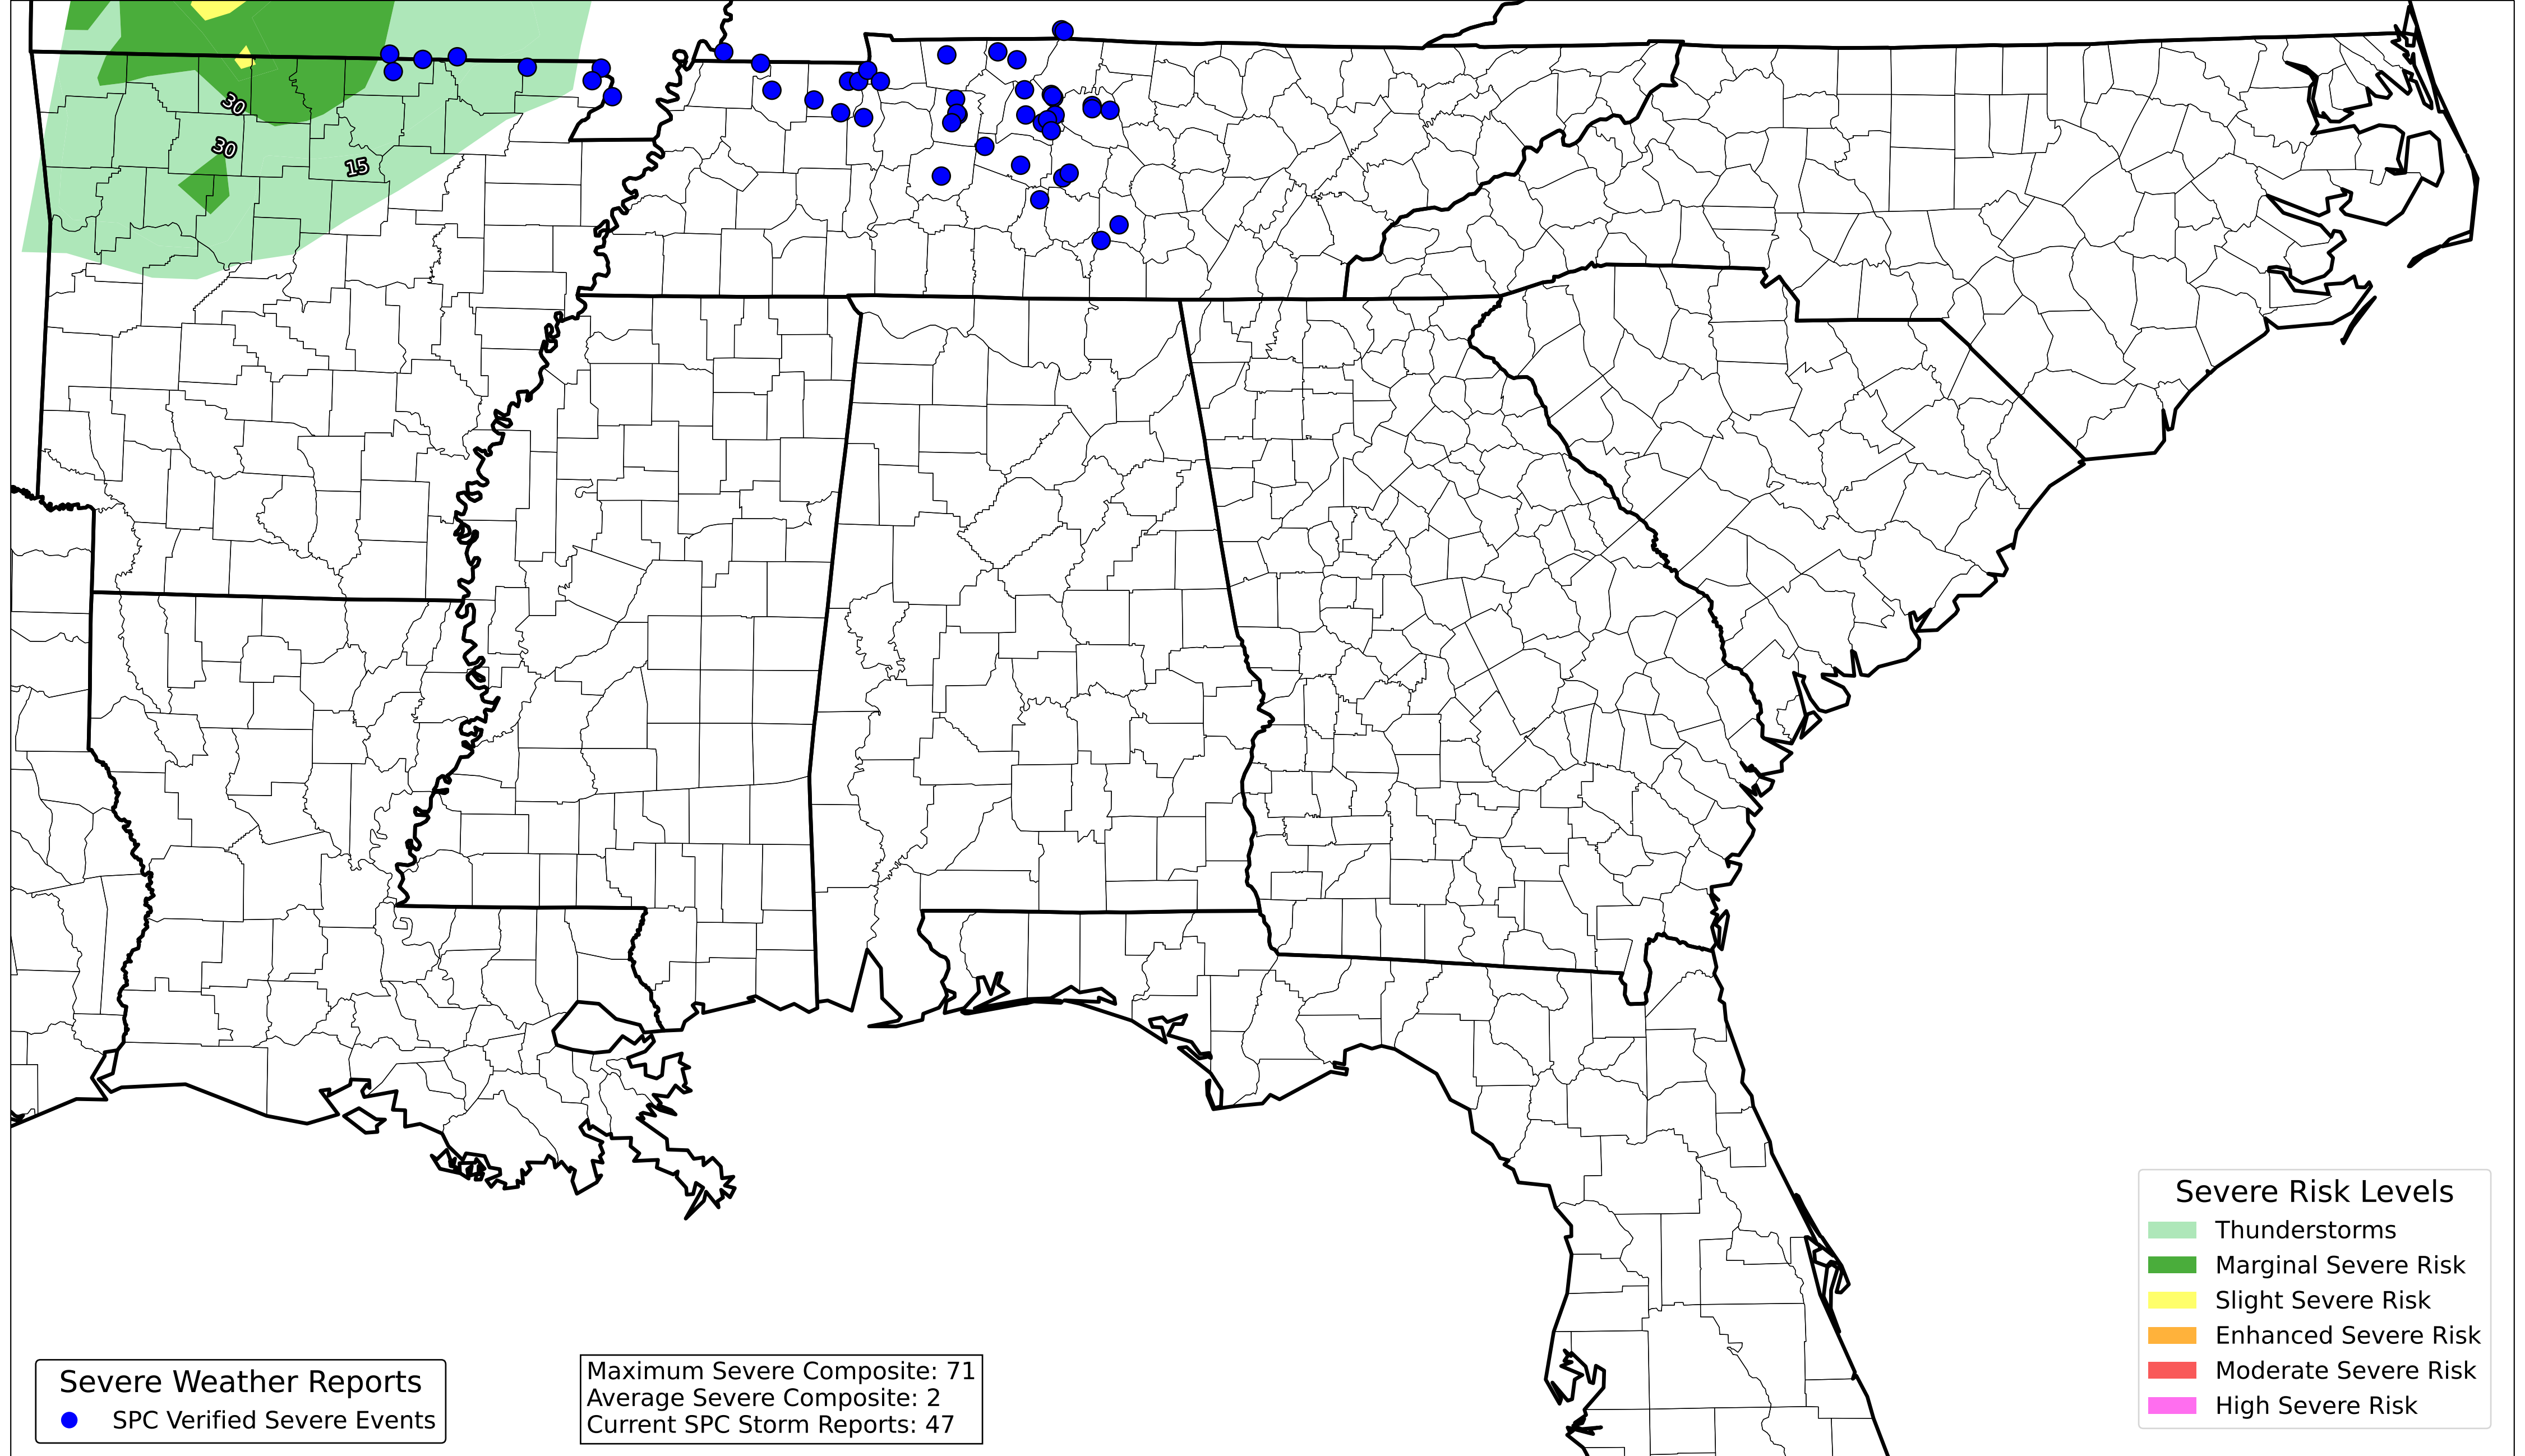 30
30
15
Severe Risk Levels
Thunderstorms
Marginal Severe Risk
Slight Severe Risk
Enhanced Severe Risk
Moderate Severe Risk
High Severe Risk
Severe Weather Reports
SPC Verified Severe Events
Maximum Severe Composite: 71
Average Severe Composite: 2
Current SPC Storm Reports: 47